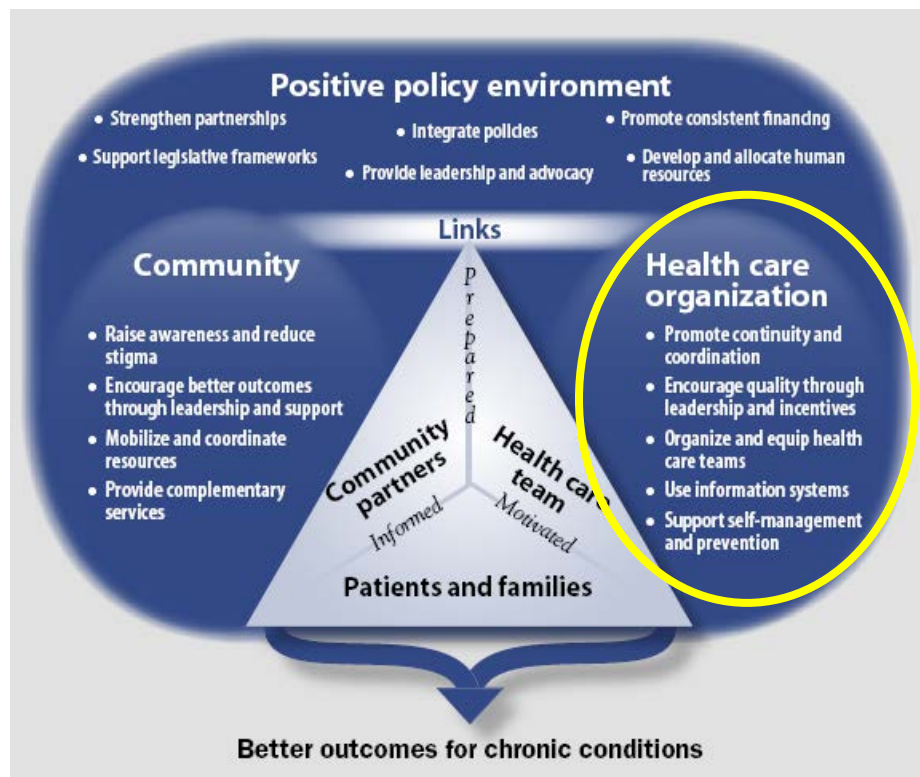 Positive policy environment
• Strengthen partnerships
• Support legislative frameworks
• Integrate policies
• Provide leadership and advocacy
• Promote consistent financing
• Develop and allocate human
resources
Links
Community
• Raise awareness and reduce
stigma
• Encourage better outcomes
through leadership and support
• Mobilize and coordinate
resources
• Provide complementary
services
Prepared
Community
partners
Informed
Health care
team
Motivated
Patients and families
Health care
organization
• Promote continuity and
coordination
• Encourage quality through
leadership and incentives
• Organize and equip health
care teams
• Use information systems
• Support self-management
and prevention
Better outcomes for chronic conditions